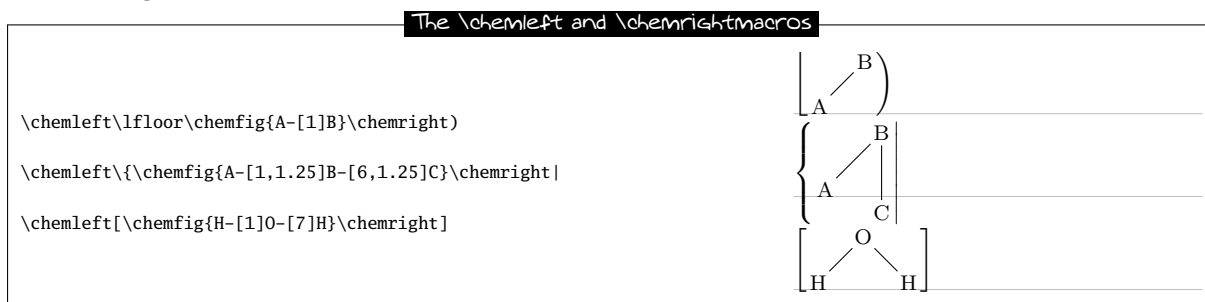 The \chemleft and \chemrightmacros
\chemleft\lfloor\chemfig{A-[1]B}\chemright)
\chemleft\{\chemfig{A-[1,1.25]B-[6,1.25]C}\chemright|
\chemleft[\chemfig{H-[1]O-[7]H}\chemright]
B
A
B
A
C
O
H H